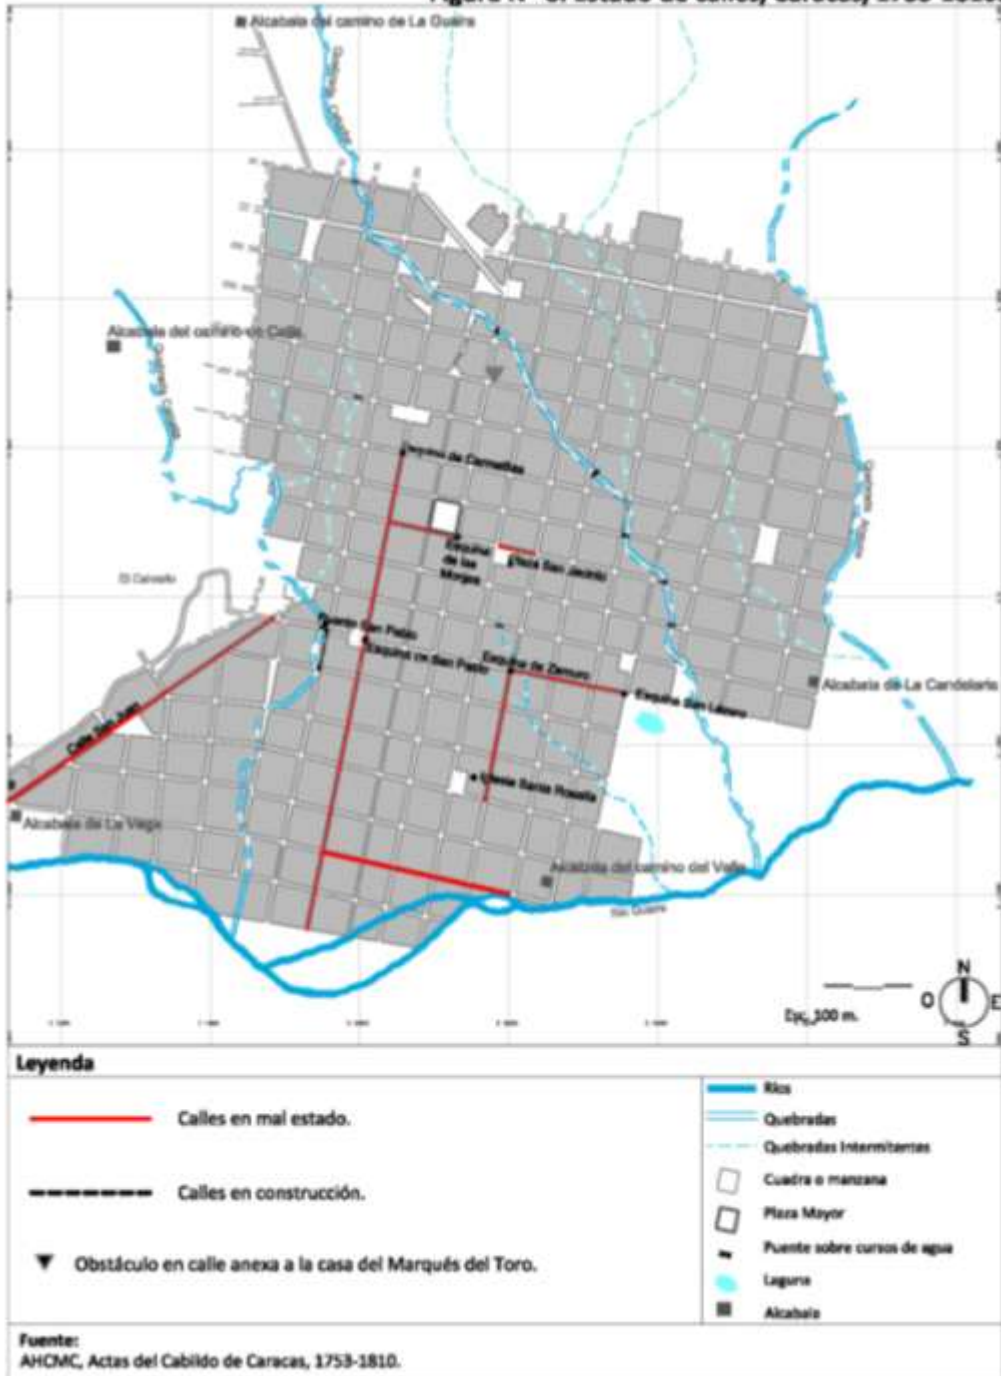 Alcabala del camino de La Guaira
Alcabala del camino de Catia
Esquina de Carmelitas
Esquina
de las
Monjas
Plaza San Jacinto
El Calvario
Puente San Pablo
Esquina de San Pablo
Esquina de Zamuro
Esquina San Lázaro
Alcabala de La Candelaria
Calle San Juan
Iglesia Santa Rosalía
Alcabala de La Vega
Alcabala del camino del Valle
Río Guaire
N
O
E
S
Esc. 100 m.
Leyenda
Calles en mal estado.
Calles en construcción.
Obstáculo en calle anexa a la casa del Marqués del Toro.
Ríos
Quebradas
Quebradas Intermitentes
Cuadra o manzana
Plaza Mayor
Puente sobre cursos de agua
Laguna
Alcabala
Fuente:
AHCMC, Actas del Cabildo de Caracas, 1753-1810.